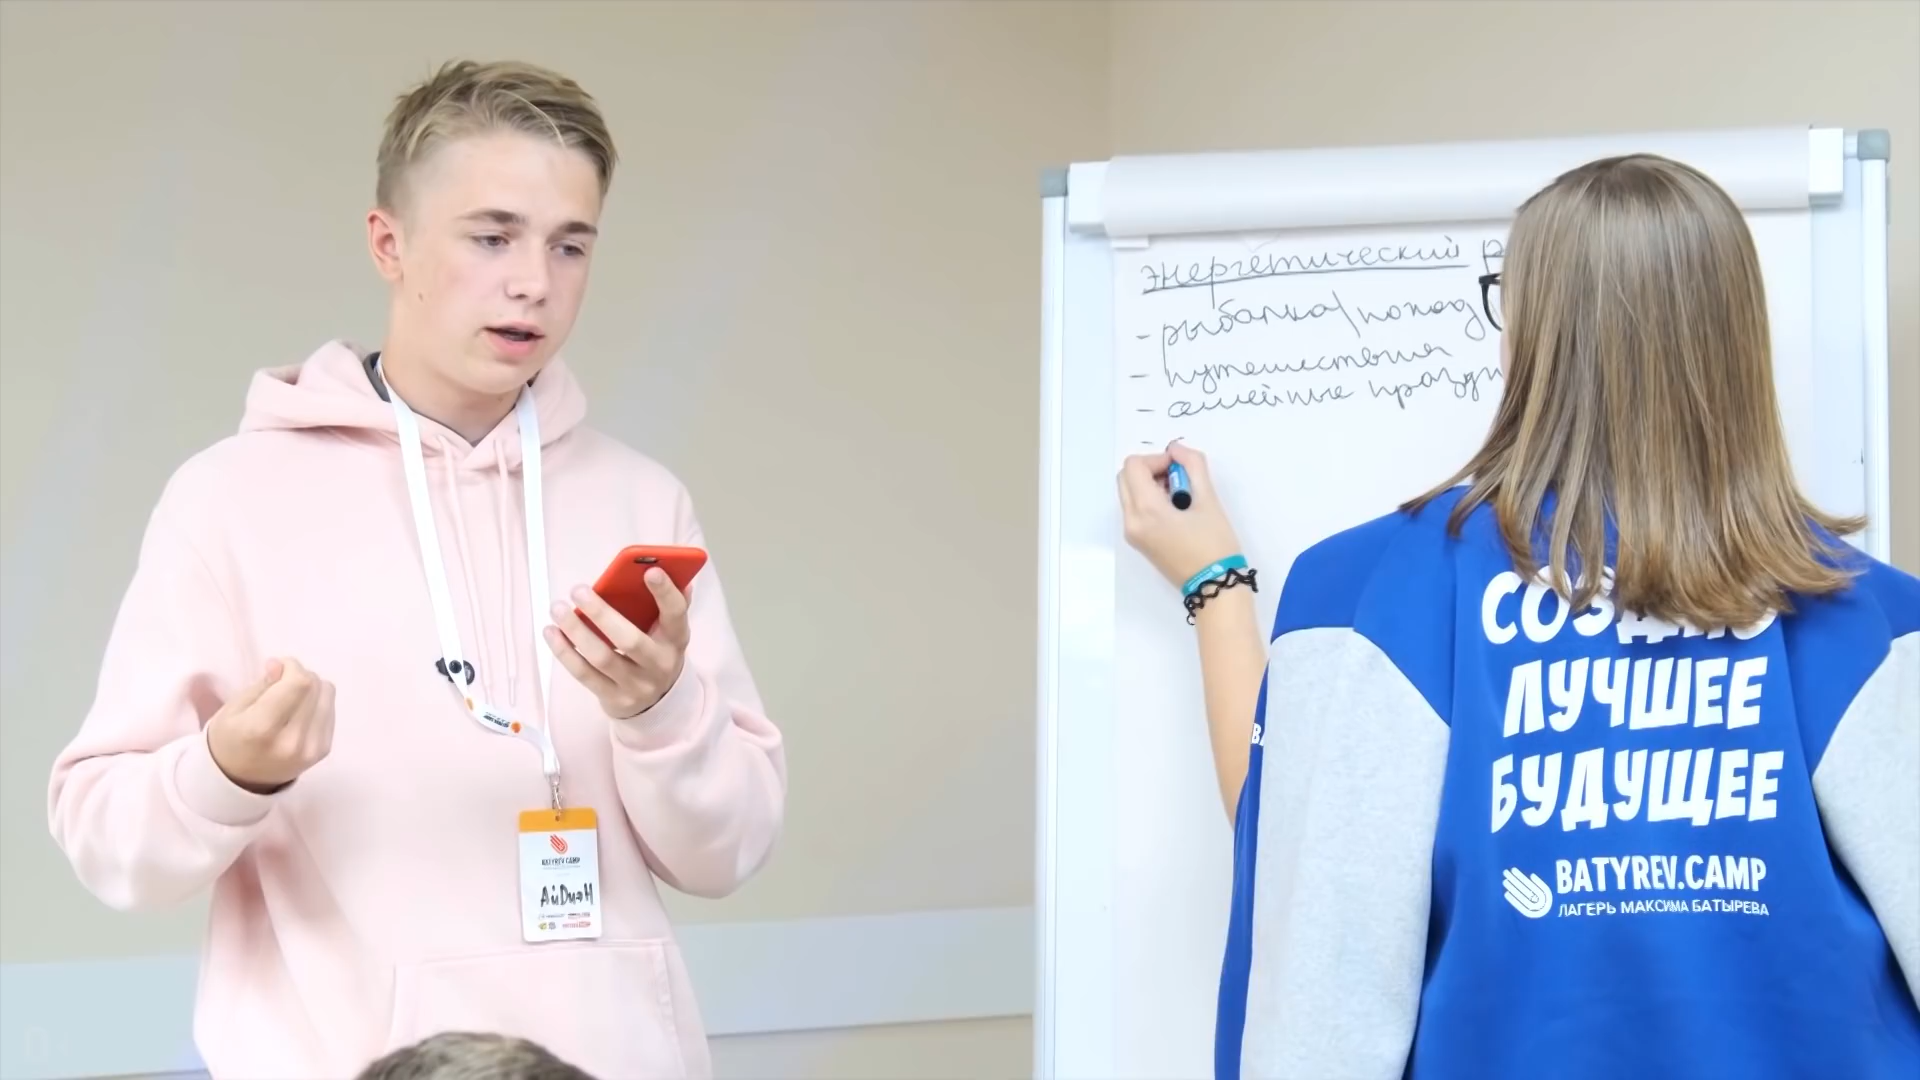 энергетический
- рыбалка/поход
- путешествия
- семейные праздн
-
СОЗДАЮ
ЛУЧШЕЕ
БУДУЩЕЕ
BATYREV.CAMP
ЛАГЕРЬ МАКСИМА БАТЫРЕВА
BATYREV.CAMP
АйДиэН